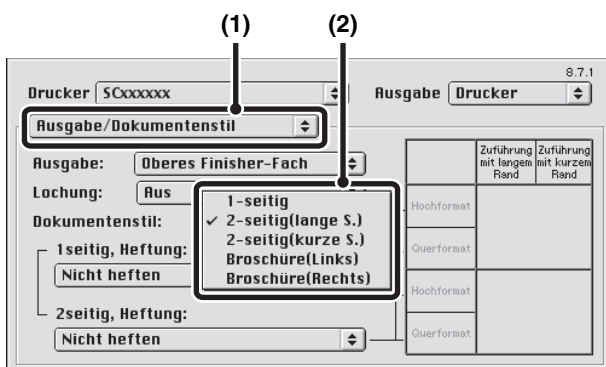 (1) (2)
8.7.1
Drucker SCxxxxxx Ausgabe Drucker
Ausgabe/Dokumentenstil
Ausgabe: Oberes Finisher-Fach
Lochung: Aus
Dokumentenstil:
1-seitig
✓ 2-seitig(lange S.)
2-seitig(kurze S.)
Broschüre(Links)
Broschüre(Rechts)
1seitig, Heftung:
Nicht heften
2seitig, Heftung:
Nicht heften
Zuführung mit langem Rand
Zuführung mit kurzem Rand
Hochformat
Querformat
Hochformat
Querformat